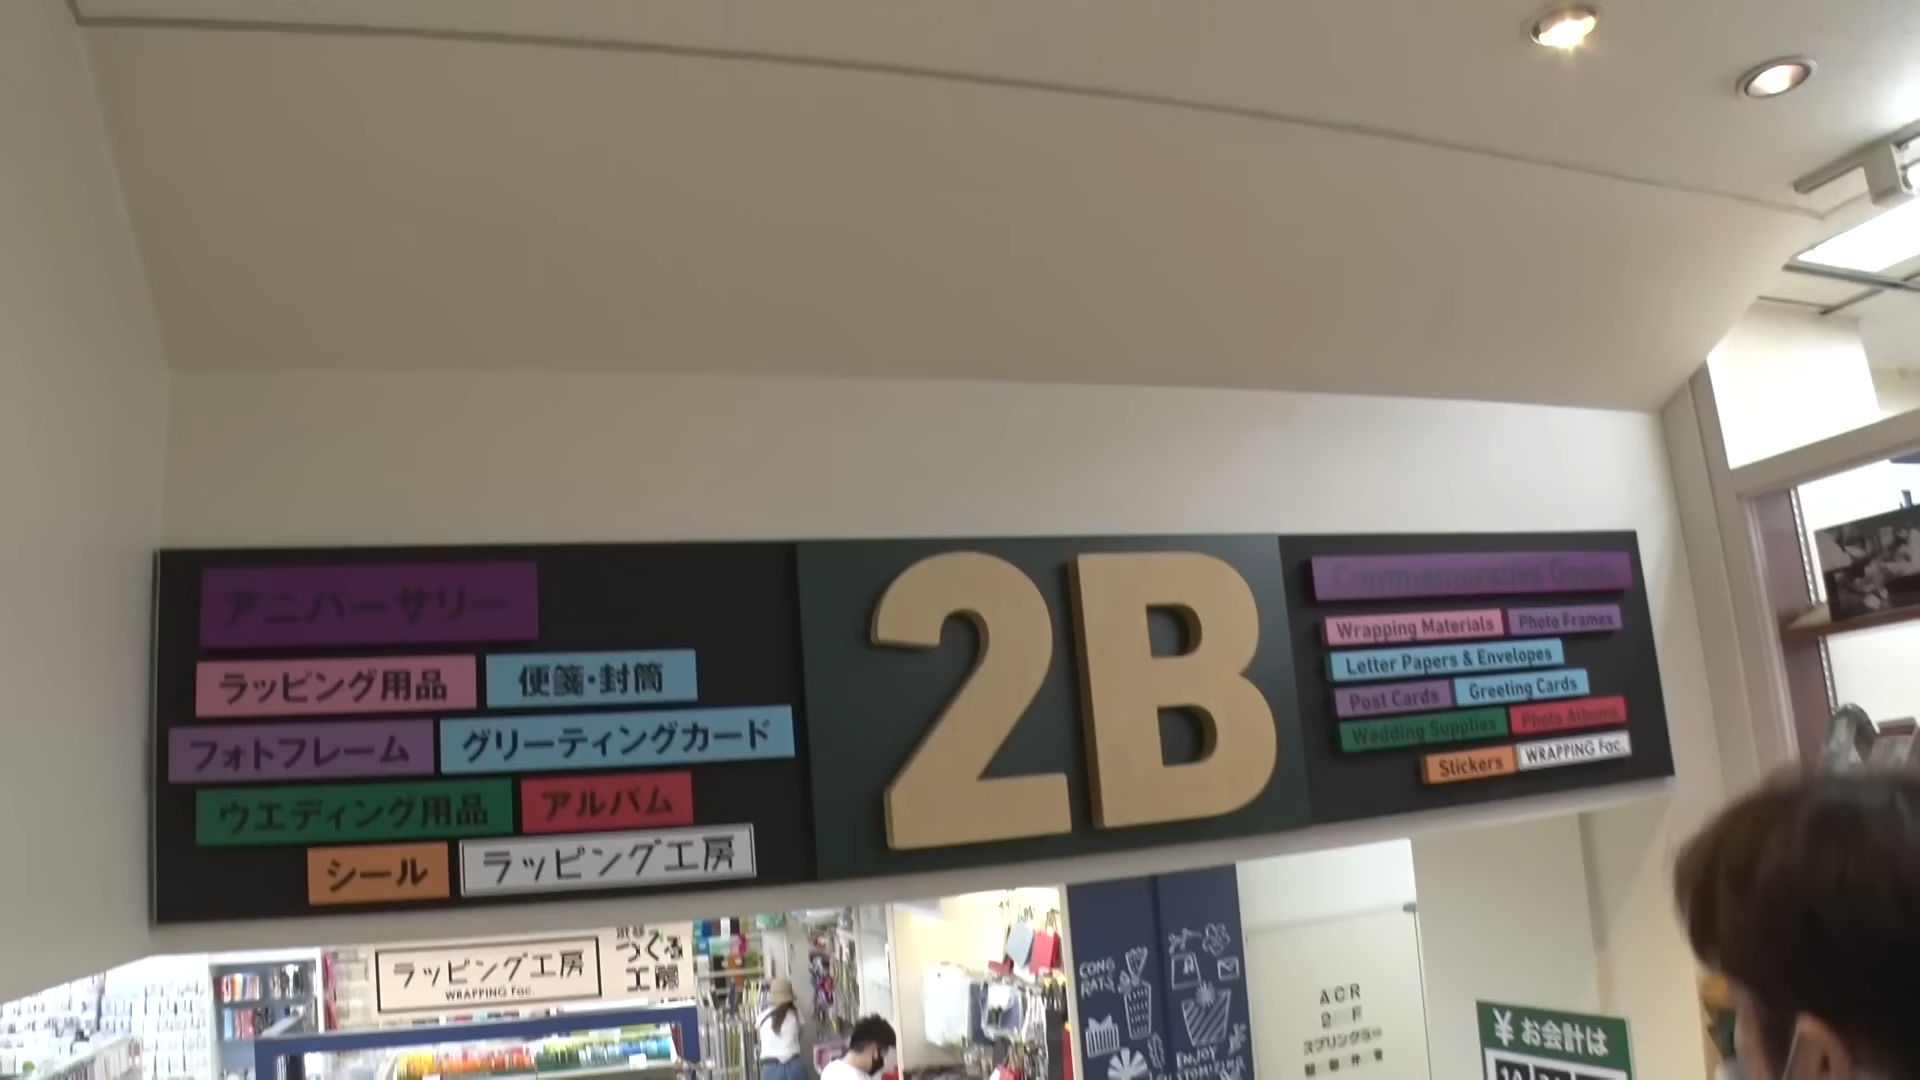 アニバーサリー
ラッピング用品 便箋・封筒
フォトフレーム グリーティングカード
ウエディング用品 アルバム
シール ラッピング工房
2B
Commemorative Goods
Wrapping Materials Photo Frames
Letter Papers & Envelopes
Post Cards Greeting Cards
Wedding Supplies Photo Albums
Stickers WRAPPING Fac.
ラッピング工房
WRAPPING Fac.
渋谷
つくる
工房
CONG
RATS
ENJOY
ACR
2F
スプリンクラー
¥ お会計は